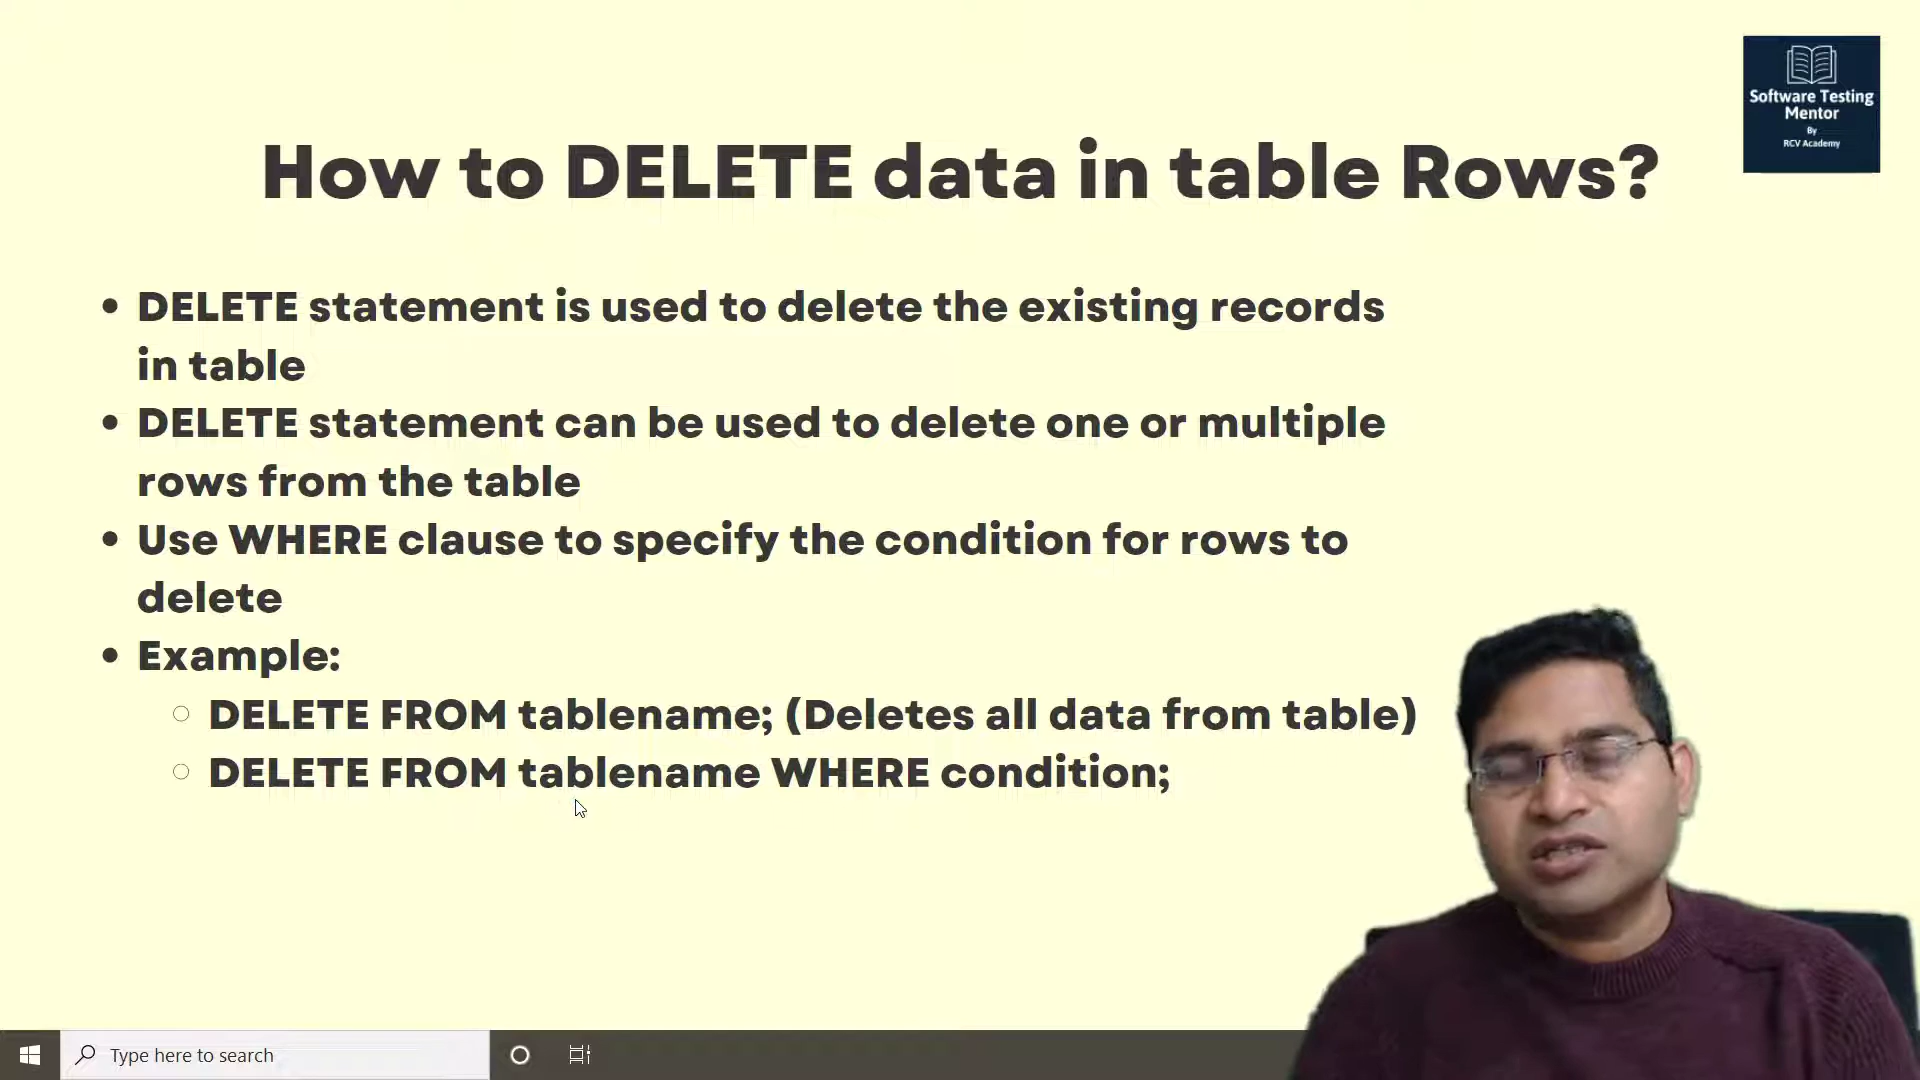 Software Testing
Mentor
By
RCV Academy
How to DELETE data in table Rows?
• DELETE statement is used to delete the existing records
in table
• DELETE statement can be used to delete one or multiple
rows from the table
• Use WHERE clause to specify the condition for rows to
delete
• Example:
○ DELETE FROM tablename; (Deletes all data from table)
○ DELETE FROM tablename WHERE condition;
Type here to search